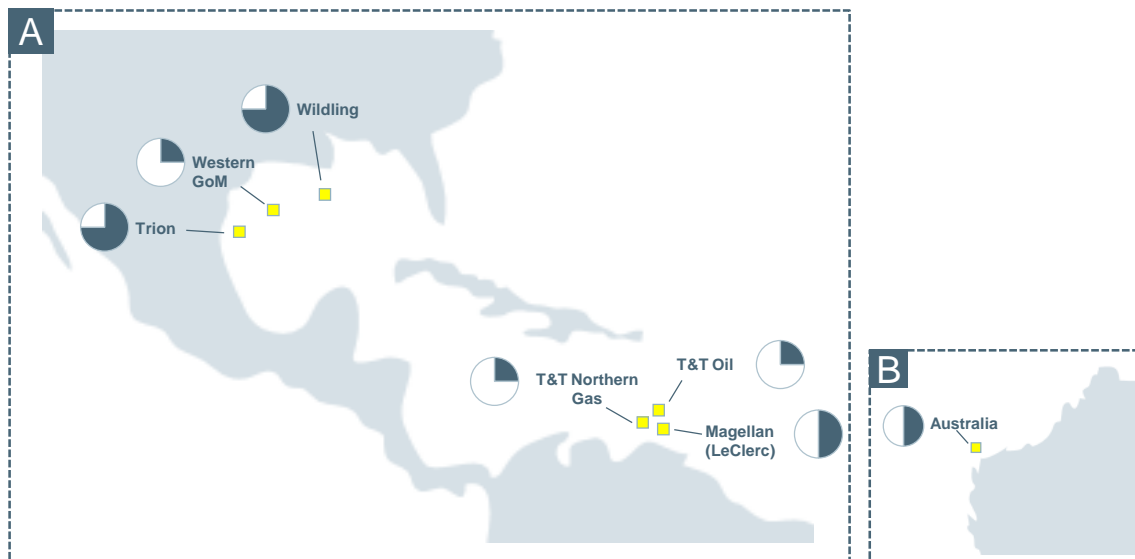 A
Wildling
Western
GoM
Trion
T&T Oil
T&T Northern
Gas
Magellan
(LeClerc)
B
Australia